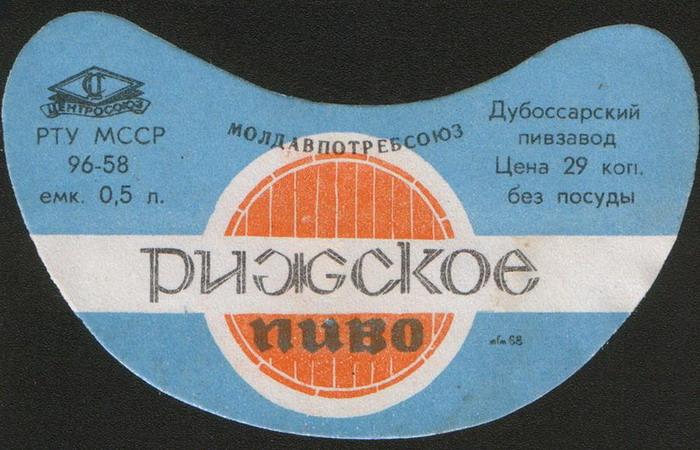 ЦЕНТРОСОЮЗ
РТУ МССР
96-58
емк. 0,5 л.
МОЛДАВПОТРЕБСОЮЗ
Дубоссарский
пивзавод
Цена 29 коп.
без посуды
Рижское
пиво